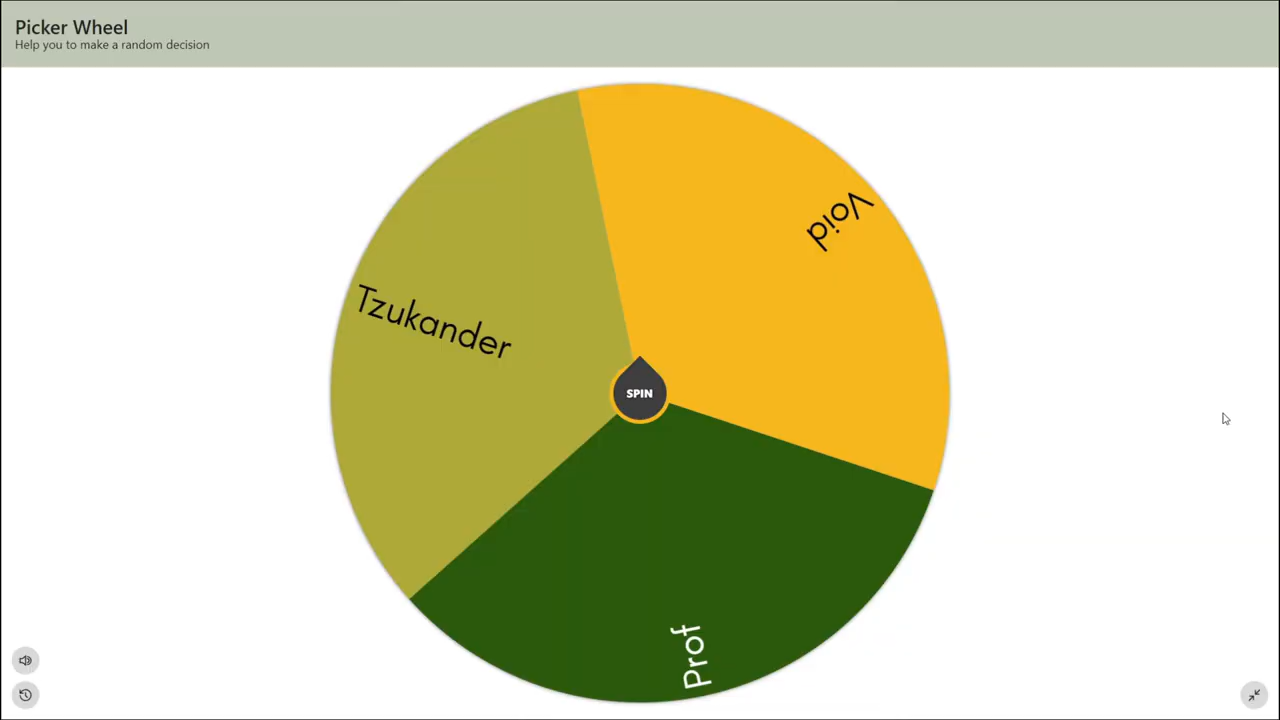 Picker Wheel
Help you to make a random decision
Void
Tzukander
SPIN
Prof